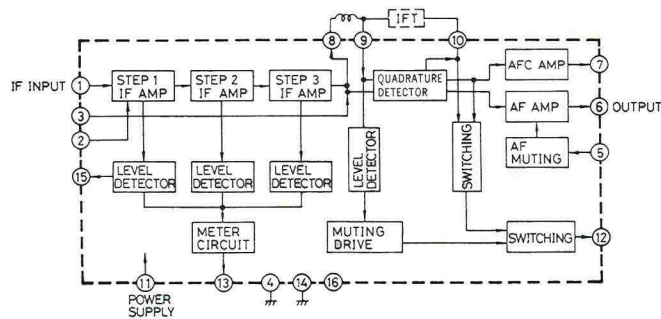 IFT
8
9
10
IF INPUT
1
STEP 1
IF AMP
STEP 2
IF AMP
STEP 3
IF AMP
QUADRATURE
DETECTOR
AFC AMP
7
3
AF AMP
6
OUTPUT
2
LEVEL
DETECTOR
SWITCHING
AF
MUTING
5
15
LEVEL
DETECTOR
LEVEL
DETECTOR
LEVEL
DETECTOR
METER
CIRCUIT
MUTING
DRIVE
SWITCHING
12
11
13
4
14
16
POWER
SUPPLY